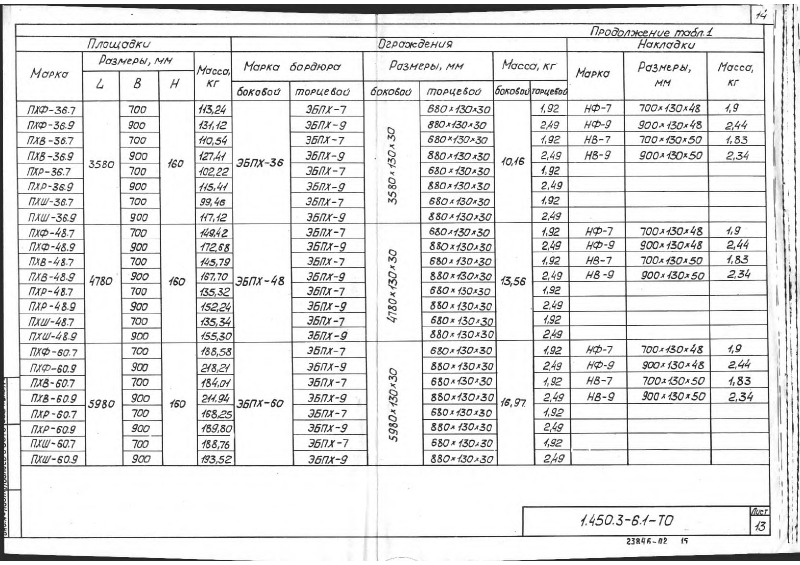 14
Продолжение табл. 1
Площадки Ограждения Накладки
Марка Размеры, мм Масса, кг Марка бордюра Размеры, мм Масса, кг Марка Размеры, мм Масса, кг
L B H боковой торцевой боковой торцевой боковой торцевой
ПХФ-36.7 3580 700 160 113,24 ЭБПХ-36 ЭБПХ-7 3580×130×30 680×130×30 10,16 1,92 НФ-7 700×130×48 1,9
ПХФ-36.9 900 131,12 ЭБПХ-9 880×130×30 2,49 НФ-9 900×130×48 2,44
ПХВ-36.7 700 110,54 ЭБПХ-7 680×130×30 1,92 НВ-7 700×130×50 1,83
ПХВ-36.9 900 127,41 ЭБПХ-9 880×130×30 2,49 НВ-9 900×130×50 2,34
ПХР-36.7 700 102,22 ЭБПХ-7 680×130×30 1,92
ПХР-36.9 900 115,41 ЭБПХ-9 880×130×30 2,49
ПХШ-36.7 700 99,46 ЭБПХ-7 680×130×30 1,92
ПХШ-36.9 900 117,12 ЭБПХ-9 880×130×30 2,49
ПХФ-48.7 4780 700 160 149,42 ЭБПХ-48 ЭБПХ-7 4780×130×30 680×130×30 13,56 1,92 НФ-7 700×130×48 1,9
ПХФ-48.9 900 172,68 ЭБПХ-9 880×130×30 2,49 НФ-9 900×130×48 2,44
ПХВ-48.7 700 145,79 ЭБПХ-7 680×130×30 1,92 НВ-7 700×130×50 1,83
ПХВ-48.9 900 167,70 ЭБПХ-9 880×130×30 2,49 НВ-9 900×130×50 2,34
ПХР-48.7 700 135,32 ЭБПХ-7 680×130×30 1,92
ПХР-48.9 900 152,24 ЭБПХ-9 880×130×30 2,49
ПХШ-48.7 700 135,34 ЭБПХ-7 680×130×30 1,92
ПХШ-48.9 900 155,30 ЭБПХ-9 880×130×30 2,49
ПХФ-60.7 5980 700 160 188,58 ЭБПХ-60 ЭБПХ-7 5980×130×30 680×130×30 16,97 1,92 НФ-7 700×130×48 1,9
ПХФ-60.9 900 218,21 ЭБПХ-9 880×130×30 2,49 НФ-9 900×130×48 2,44
ПХВ-60.7 700 184,01 ЭБПХ-7 680×130×30 1,92 НВ-7 700×130×50 1,83
ПХВ-60.9 900 211,94 ЭБПХ-9 880×130×30 2,49 НВ-9 900×130×50 2,34
ПХР-60.7 700 168,25 ЭБПХ-7 680×130×30 1,92
ПХР-60.9 900 189,80 ЭБПХ-9 880×130×30 2,49
ПХШ-60.7 700 188,76 ЭБПХ-7 680×130×30 1,92
ПХШ-60.9 900 193,52 ЭБПХ-9 880×130×30 2,49
1.450.3-6.1-ТО
Лист
13
23846-02 15